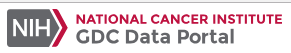 NIH
NATIONAL CANCER INSTITUTE
GDC Data Portal